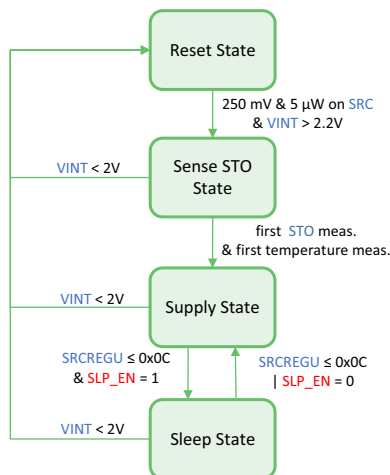 Reset State
250 mV & 5 μW on SRC
& VINT > 2.2V
VINT < 2V
Sense STO
State
first STO meas.
& first temperature meas.
VINT < 2V
Supply State
SRCREGU ≤ 0x0C
& SLP_EN = 1
SRCREGU ≤ 0x0C
| SLP_EN = 0
VINT < 2V
Sleep State